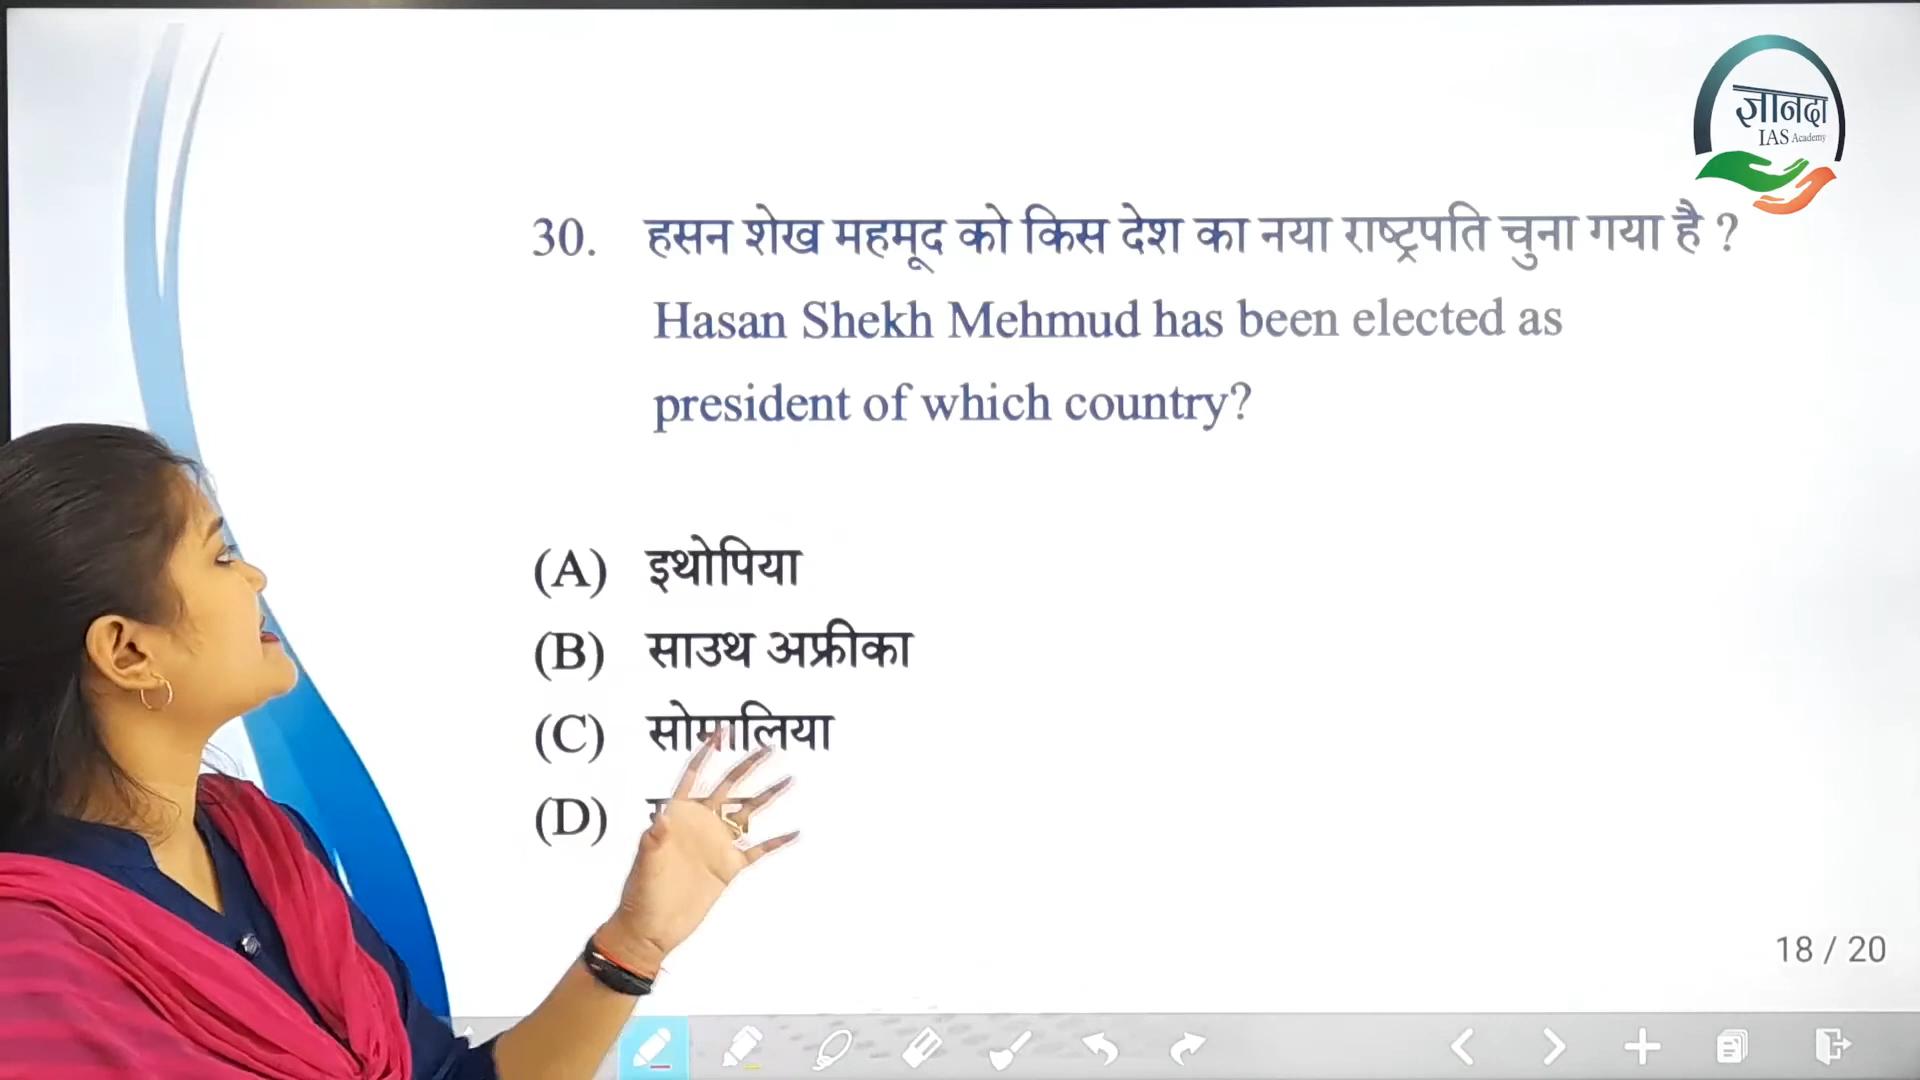 ज्ञानदा
IAS Academy
30. हसन शेख महमूद को किस देश का नया राष्ट्रपति चुना गया है ?
Hasan Shekh Mehmud has been elected as
president of which country?
(A) इथोपिया
(B) साउथ अफ्रीका
(C) सोमालिया
(D)
18 / 20